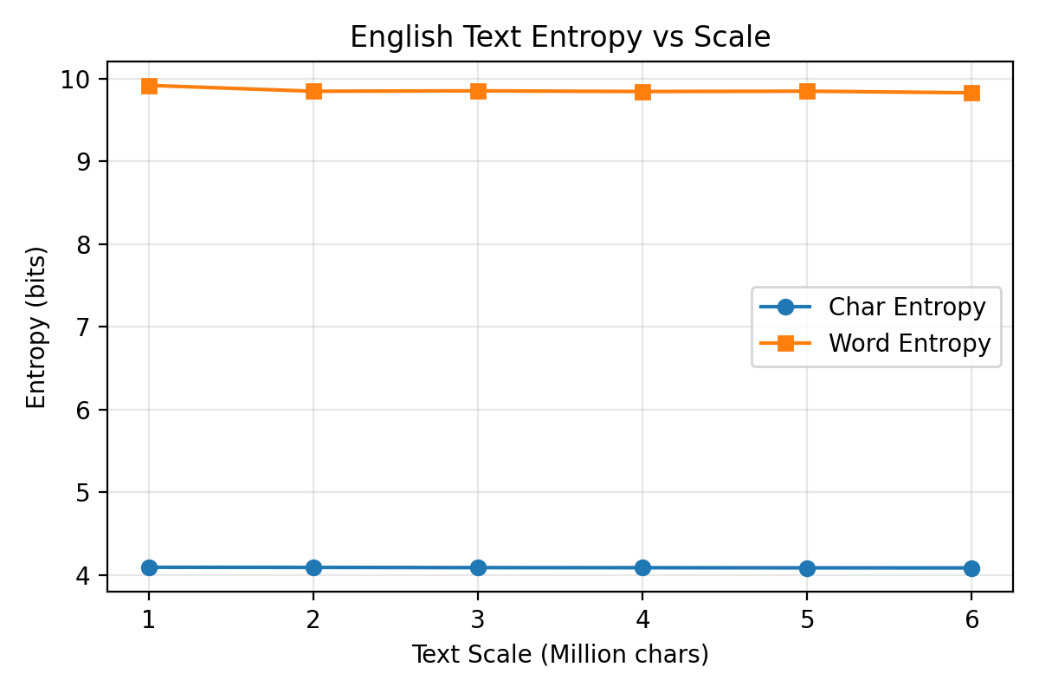 English Text Entropy vs Scale
10
9
8
7
6
5
4
Entropy (bits)
Char Entropy
Word Entropy
1 2 3 4 5 6
Text Scale (Million chars)